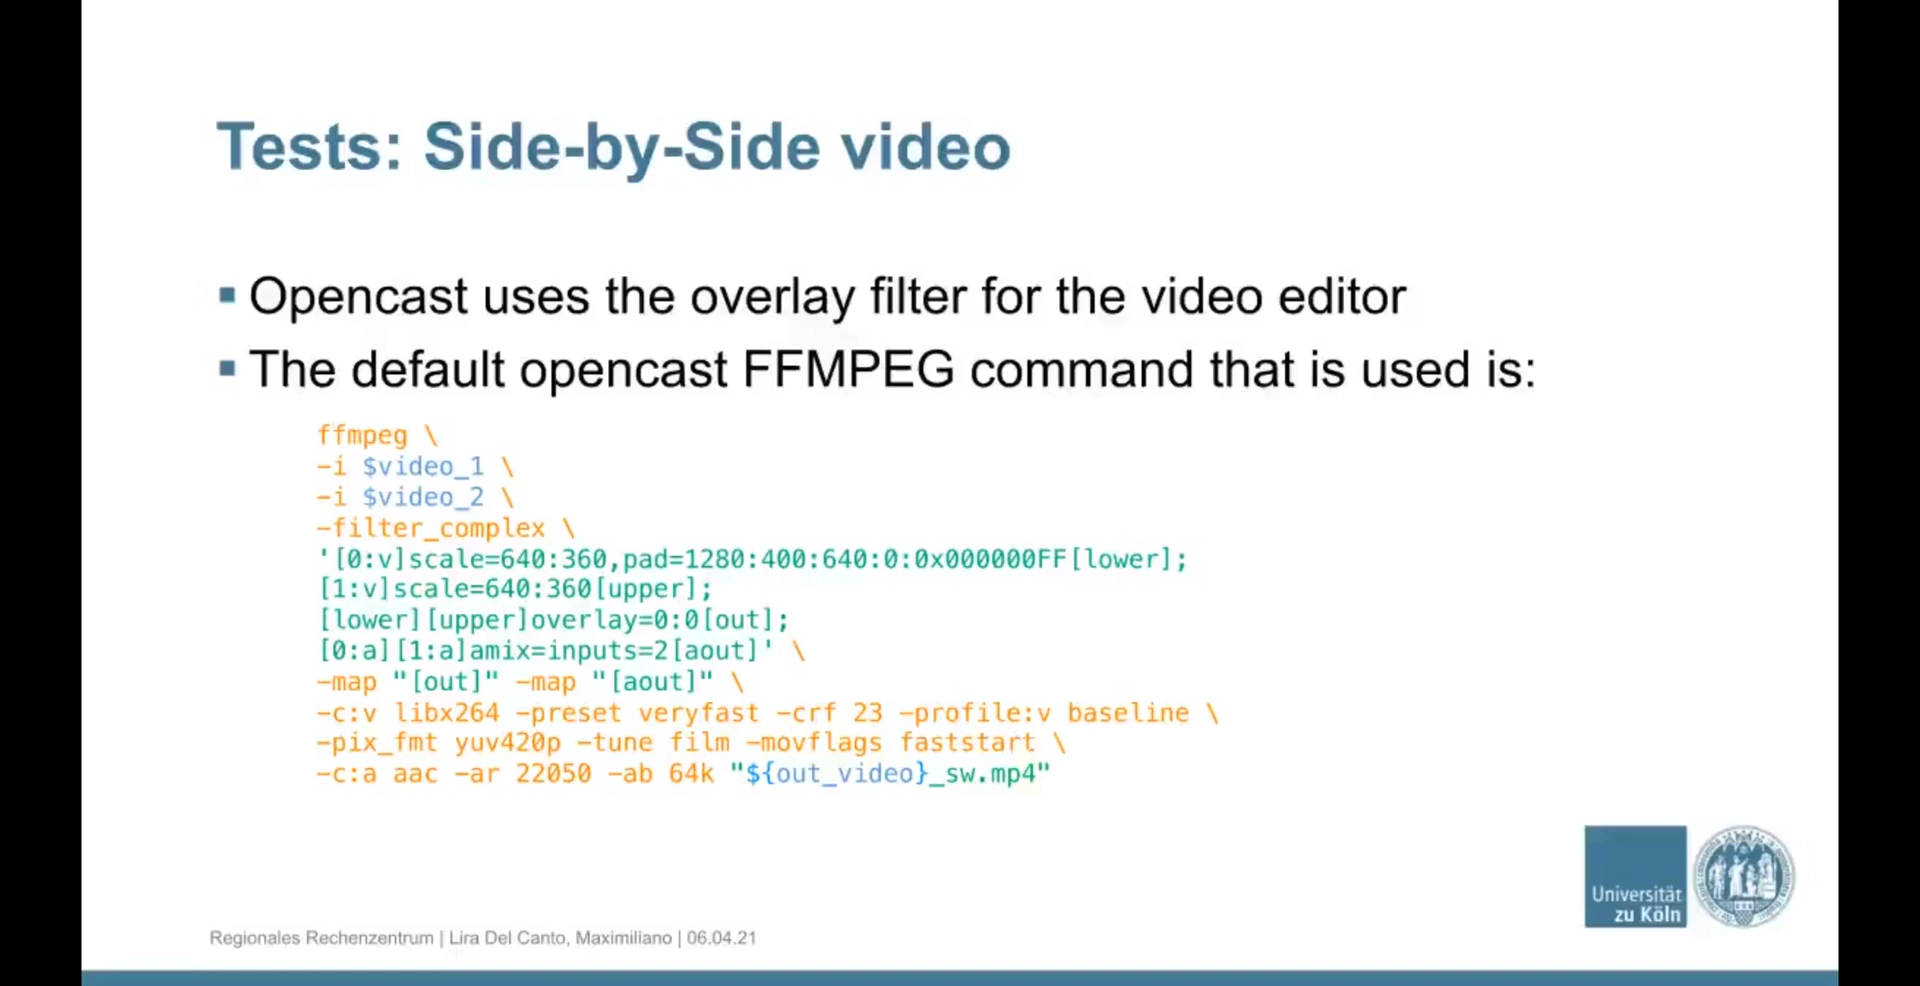 Tests: Side-by-Side video
▪ Opencast uses the overlay filter for the video editor
▪ The default opencast FFMPEG command that is used is:
ffmpeg \
-i $video_1 \
-i $video_2 \
-filter_complex \
'[0:v]scale=640:360,pad=1280:400:640:0:0x000000FF[lower];
[1:v]scale=640:360[upper];
[lower][upper]overlay=0:0[out];
[0:a][1:a]amix=inputs=2[aout]' \
-map "[out]" -map "[aout]" \
-c:v libx264 -preset veryfast -crf 23 -profile:v baseline \
-pix_fmt yuv420p -tune film -movflags faststart \
-c:a aac -ar 22050 -ab 64k "${out_video}_sw.mp4"
Universität
zu Köln
Regionales Rechenzentrum | Lira Del Canto, Maximiliano | 06.04.21